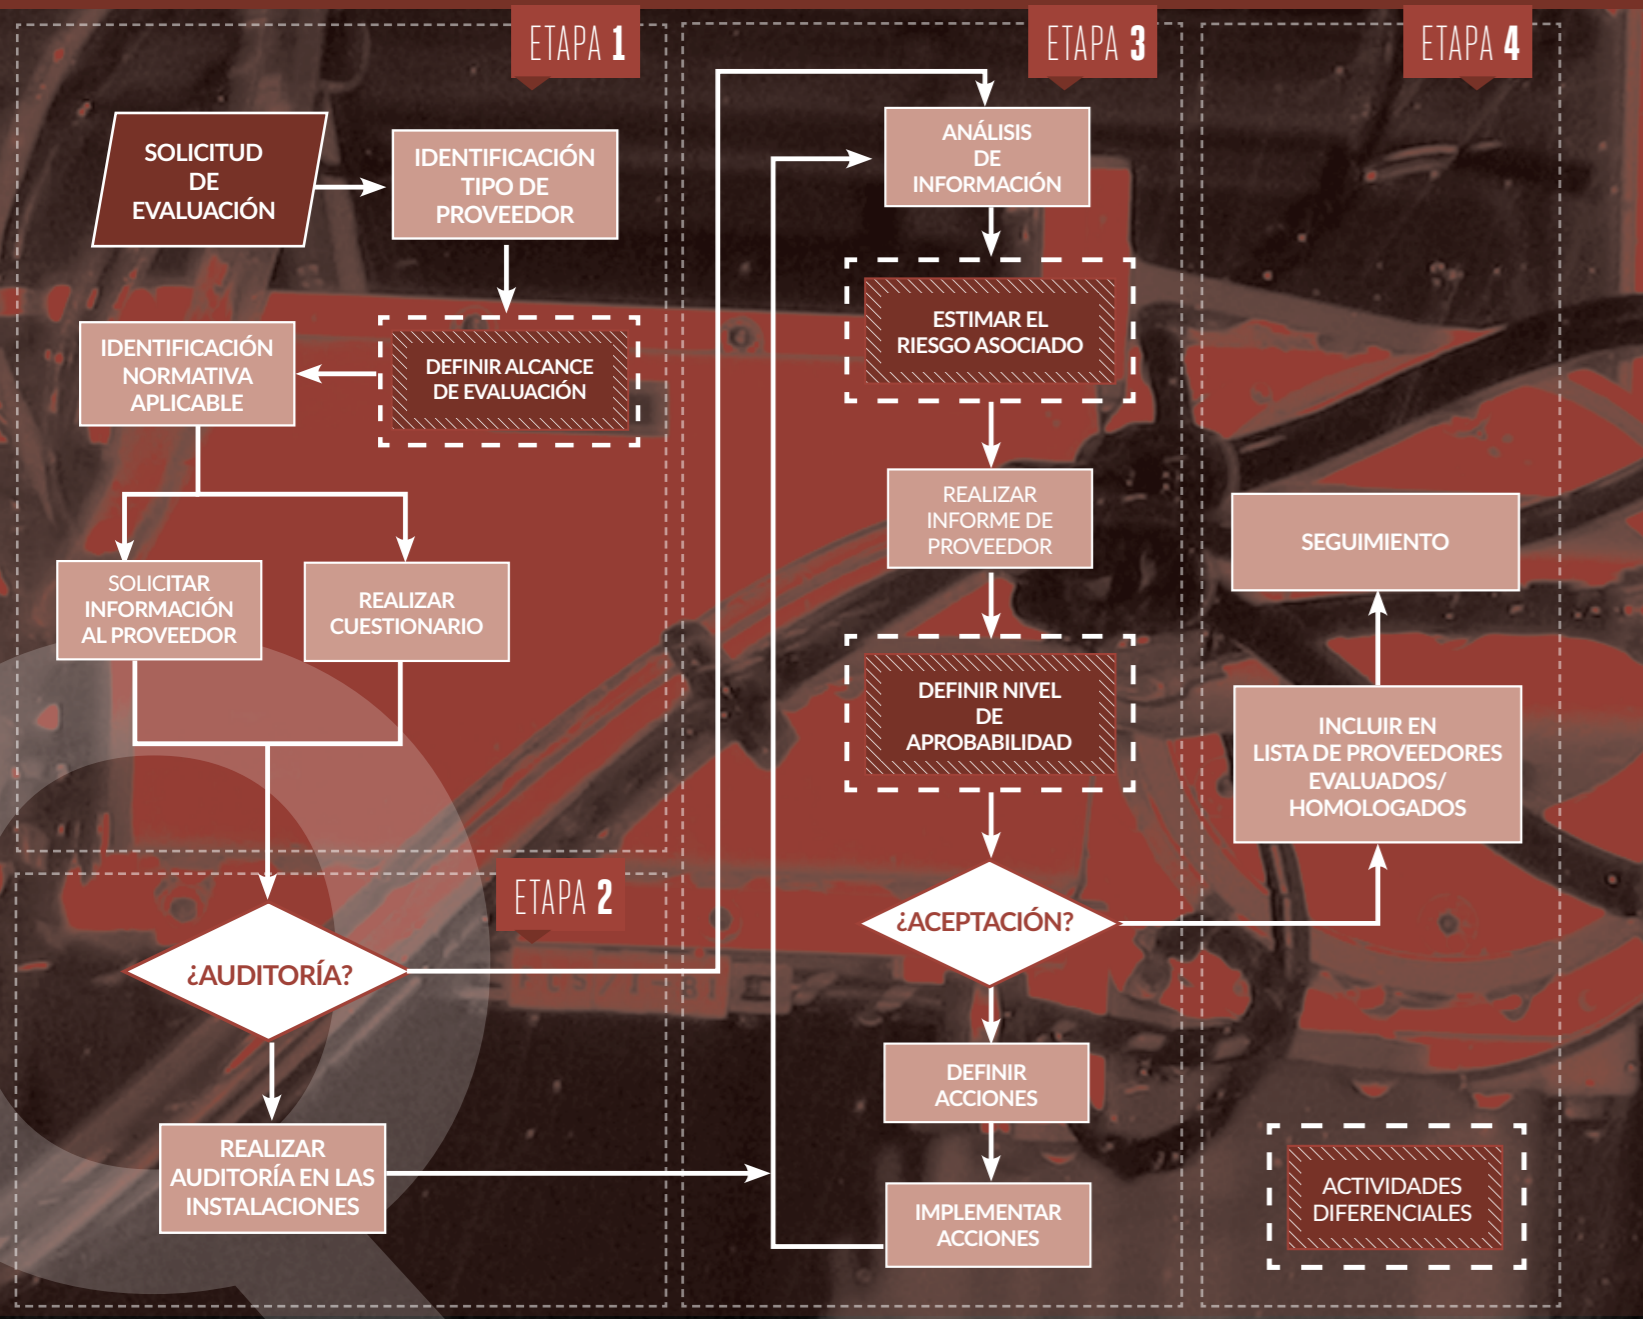 ETAPA 1
SOLICITUD
DE
EVALUACIÓN
IDENTIFICACIÓN
TIPO DE
PROVEEDOR
DEFINIR ALCANCE
DE EVALUACIÓN
IDENTIFICACIÓN
NORMATIVA
APLICABLE
SOLICITAR
INFORMACIÓN
AL PROVEEDOR
REALIZAR
CUESTIONARIO
ETAPA 2
¿AUDITORÍA?
REALIZAR
AUDITORÍA EN LAS
INSTALACIONES
ETAPA 3
ANÁLISIS
DE
INFORMACIÓN
ESTIMAR EL
RIESGO ASOCIADO
REALIZAR
INFORME DE
PROVEEDOR
DEFINIR NIVEL
DE
APROBABILIDAD
¿ACEPTACIÓN?
DEFINIR
ACCIONES
IMPLEMENTAR
ACCIONES
ETAPA 4
SEGUIMIENTO
INCLUIR EN
LISTA DE PROVEEDORES
EVALUADOS/
HOMOLOGADOS
ACTIVIDADES
DIFERENCIALES